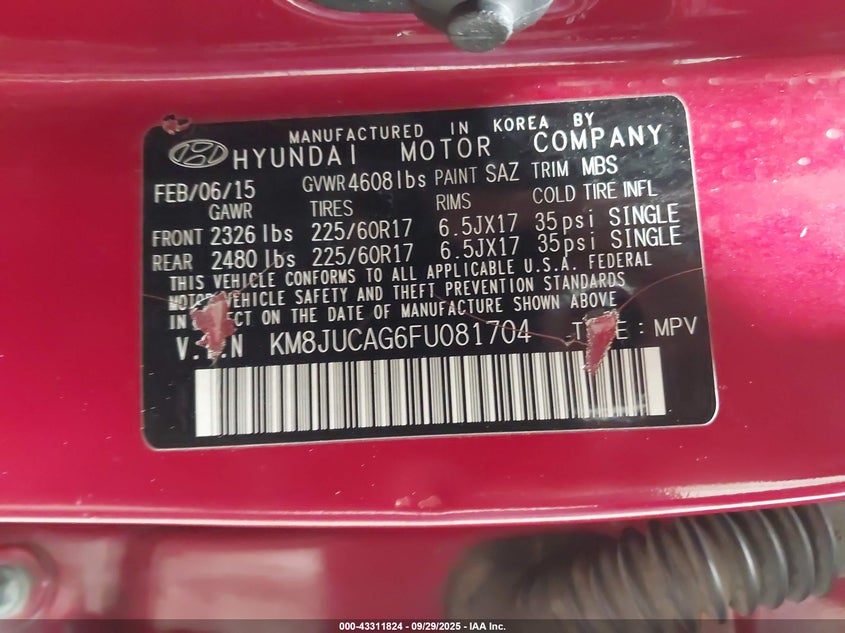 MANUFACTURED IN KOREA BY
HYUNDAI MOTOR COMPANY
FEB/06/15 GVWR 4608 lbs PAINT SAZ TRIM MBS
GAWR TIRES RIMS COLD TIRE INFL
FRONT 2326 lbs 225/60R17 6.5JX17 35 psi SINGLE
REAR 2480 lbs 225/60R17 6.5JX17 35 psi SINGLE
THIS VEHICLE CONFORMS TO ALL APPLICABLE U.S.A. FEDERAL
MOTOR VEHICLE SAFETY AND THEFT PREVENTION STANDARDS
IN EFFECT ON THE DATE OF MANUFACTURE SHOWN ABOVE
V.I.N KM8JUCAG6FU081704 TYPE : MPV
000-43311824 | 09/29/2025 | IAA Inc.